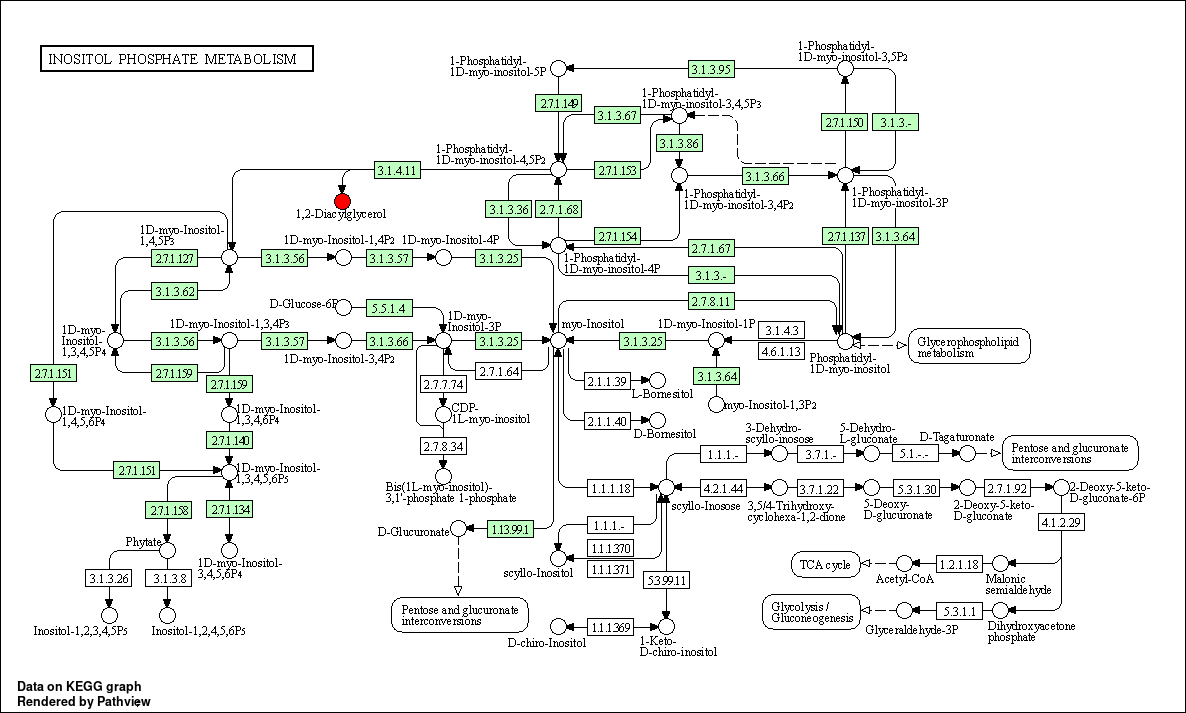 INOSITOL PHOSPHATE METABOLISM
1-Phosphatidyl-
1D-myo-inositol-5P
3.1.3.95
1-Phosphatidyl-
1D-myo-inositol-3,5P2
2.7.1.149
1-Phosphatidyl-
1D-myo-inositol-3,4,5P3
3.1.3.67
2.7.1.150
3.1.3.-
3.1.3.86
1-Phosphatidyl-
1D-myo-inositol-4,5P2
3.1.4.11
2.7.1.153
3.1.3.66
1-Phosphatidyl-
1D-myo-inositol-3,4P2
1-Phosphatidyl-
1D-myo-inositol-3P
1,2-Diacylglycerol
3.1.3.36
2.7.1.68
2.7.1.154
2.7.1.137
3.1.3.64
1D-myo-Inositol-
1,4,5P3
1D-myo-Inositol-1,4P2
1D-myo-Inositol-4P
2.7.1.127
3.1.3.56
3.1.3.57
3.1.3.25
2.7.1.67
1-Phosphatidyl-
1D-myo-inositol-4P
3.1.3.-
3.1.3.62
D-Glucose-6P
5.5.1.4
2.7.8.11
1D-myo-
Inositol-
1,3,4,5P4
1D-myo-Inositol-1,3,4P3
1D-myo-
Inositol-3P
myo-Inositol
1D-myo-Inositol-1P
3.1.4.3
4.6.1.13
3.1.3.56
3.1.3.57
3.1.3.66
3.1.3.25
3.1.3.25
1D-myo-Inositol-3,4P2
Phosphatidyl-
1D-myo-inositol
Glycerophospholipid
metabolism
2.7.1.151
2.7.1.159
2.7.1.159
2.7.7.74
2.7.1.64
2.1.1.39
L-Bornesitol
3.1.3.64
myo-Inositol-1,3P2
1D-myo-Inositol-
1,4,5,6P4
1D-myo-Inositol-
1,3,4,6P4
CDP-
1L-myo-inositol
2.1.1.40
D-Bornesitol
2.7.1.140
2.7.8.34
3-Dehydro-
scyllo-inosose
5-Dehydro-
L-gluconate
D-Tagaturonate
1.1.1.-
3.7.1.-
5.1.-.-
Pentose and glucuronate
interconversions
2.7.1.151
1D-myo-Inositol-
1,3,4,5,6P5
Bis(1L-myo-inositol)-
3,1'-phosphate 1-phosphate
1.1.1.18
scyllo-Inosose
4.2.1.44
3,5/4-Trihydroxy-
cyclohexa-1,2-dione
3.7.1.22
5-Deoxy-
D-glucuronate
5.3.1.30
2-Deoxy-5-keto-
D-gluconate
2.7.1.92
2-Deoxy-5-keto-
D-gluconate-6P
2.7.1.158
2.7.1.134
D-Glucuronate
1.13.99.1
1.1.1.-
1.1.1.370
1.1.1.371
scyllo-Inositol
4.1.2.29
Phytate
1D-myo-Inositol-
3,4,5,6P4
3.1.3.26
3.1.3.8
5.3.99.11
TCA cycle
Acetyl-CoA
1.2.1.18
Malonic
semialdehyde
Inositol-1,2,3,4,5P5
Inositol-1,2,4,5,6P5
Pentose and glucuronate
interconversions
D-chiro-Inositol
1.1.1.369
1-Keto-
D-chiro-inositol
Glycolysis /
Gluconeogenesis
Glyceraldehyde-3P
5.3.1.1
Dihydroxyacetone
phosphate
Data on KEGG graph
Rendered by Pathview